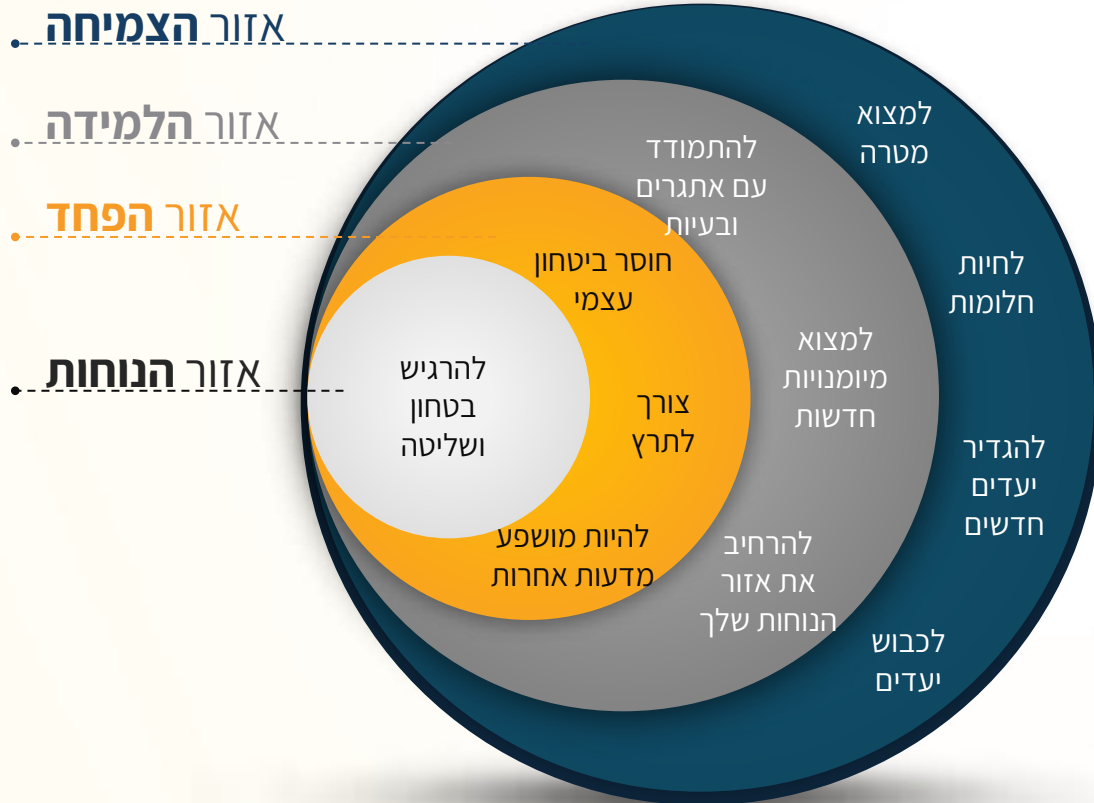 אזור הצמיחה
אזור הלמידה
אזור הפחד
אזור הנוחות
למצוא
מטרה
לחיות
חלומות
להגדיר
יעדים
חדשים
לכבוש
יעדים
להתמודד
עם אתגרים
ובעיות
למצוא
מיומנויות
חדשות
להרחיב
את אזור
הנוחות שלך
חוסר ביטחון
עצמי
צורך
לתרץ
להיות מושפע
מדעות אחרות
להרגיש
בטחון
ושליטה